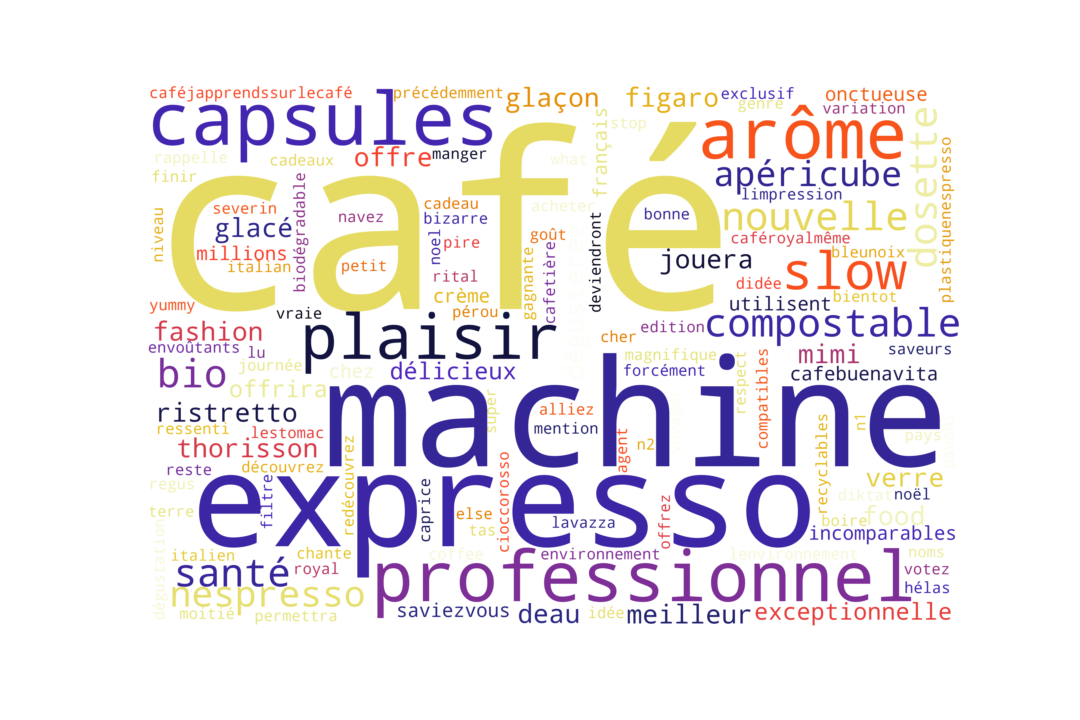 caféjapprendssurlecafé
précédemment
glaçon
figaro
exclusif
onctueuse
capsules
genre
variation
café
stop
français
arôme
dosette
plastiquenespresso
rappelle
cadeaux
offre
manger
what
apéricube
finir
biodégradable
limpression
niveau
severin
navez
cadeau
acheter
bonne
nouvelle
glacé
noel
bizarre
goût
deviendront
caféroyalmême
millions
pire
jouera
bleunoix
italian
petit
rital
gagnante
cafetière
didée
slow
yummy
crème
utilisent
bientot
vraie
pérou
plaisir
fashion
cher
edition
compostable
envoûtants
lu
magnifique
respect
compatibles
mimi
saveurs
bio
journée
chez
délicieux
forcément
cafebuenavita
offrira
machine
super
ristretto
alliez
ressenti
lestomac
mention
agent
n2
recyclables
n1
pays
thorisson
reste
découvrez
redécouvrez
cioccorosso
regus
filtre
expresso
caprice
verre
offrez
diktat
noël
terre
else
lavazza
boire
food
tas
incomparables
dégustation
italien
chante
coffee
environnement
lenvironnement
noms
santé
royal
professionnel
votez
nespresso
hélas
moitié
permettra
saviezvous
deau
idée
meilleur
exceptionnelle